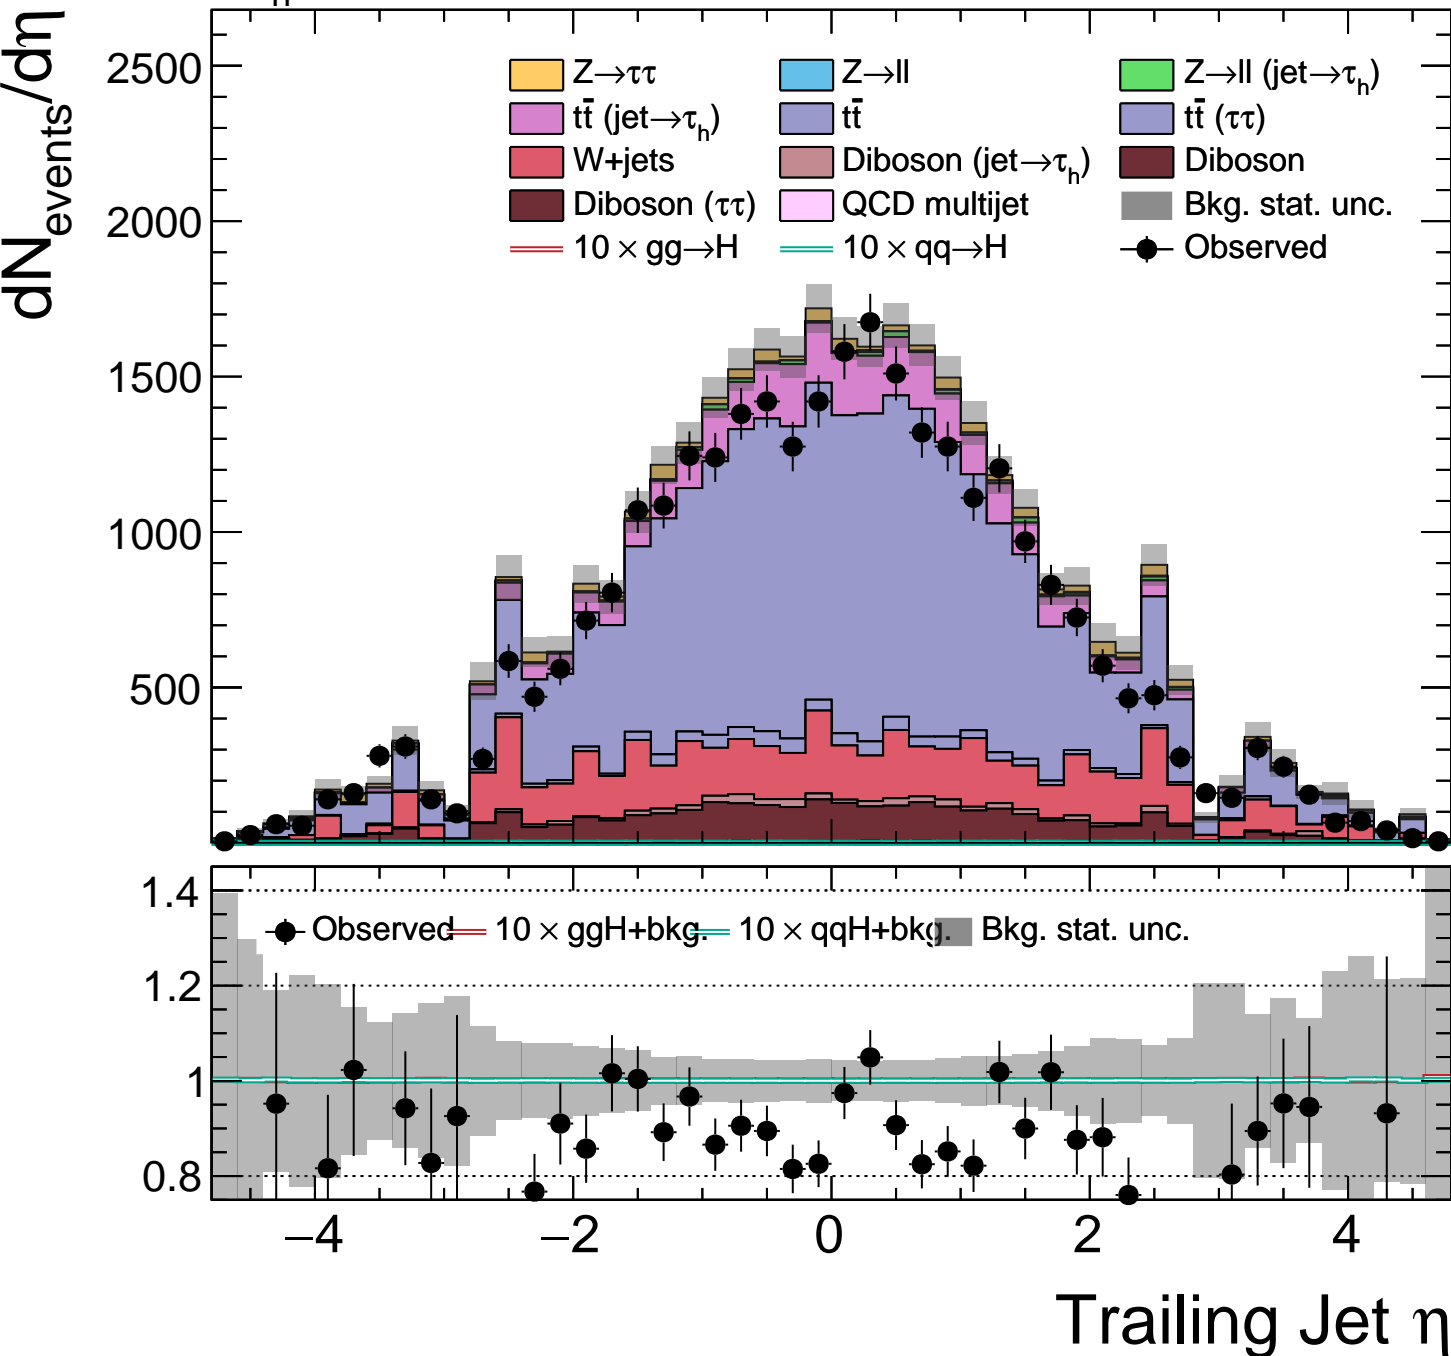 dN_events/dη
2500
2000
1500
1000
500
Z→ττ
Z→ll
Z→ll (jet→τ_h)
tt̄ (jet→τ_h)
tt̄
tt̄ (ττ)
W+jets
Diboson (jet→τ_h)
Diboson
Diboson (ττ)
QCD multijet
Bkg. stat. unc.
10 × gg→H
10 × qq→H
Observed
1.4
1.2
1
0.8
Observed
10 × ggH+bkg.
10 × qqH+bkg.
Bkg. stat. unc.
−4
−2
0
2
4
Trailing Jet η